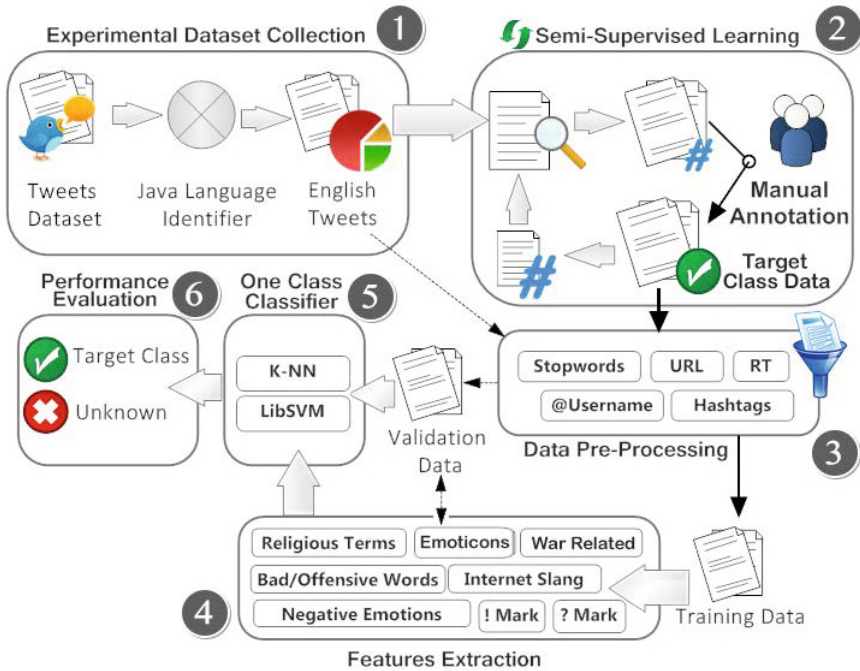 Experimental Dataset Collection
1
Tweets
Dataset
Java Language
Identifier
English
Tweets
Semi-Supervised Learning
2
#
Manual
Annotation
#
Target
Class Data
Performance
Evaluation
6
Target Class
Unknown
One Class
Classifier
5
K-NN
LibSVM
Validation
Data
Stopwords
URL
RT
@Username
Hashtags
Data Pre-Processing
3
Religious Terms
Emoticons
War Related
Bad/Offensive Words
Internet Slang
Negative Emotions
! Mark
? Mark
4
Features Extraction
Training Data